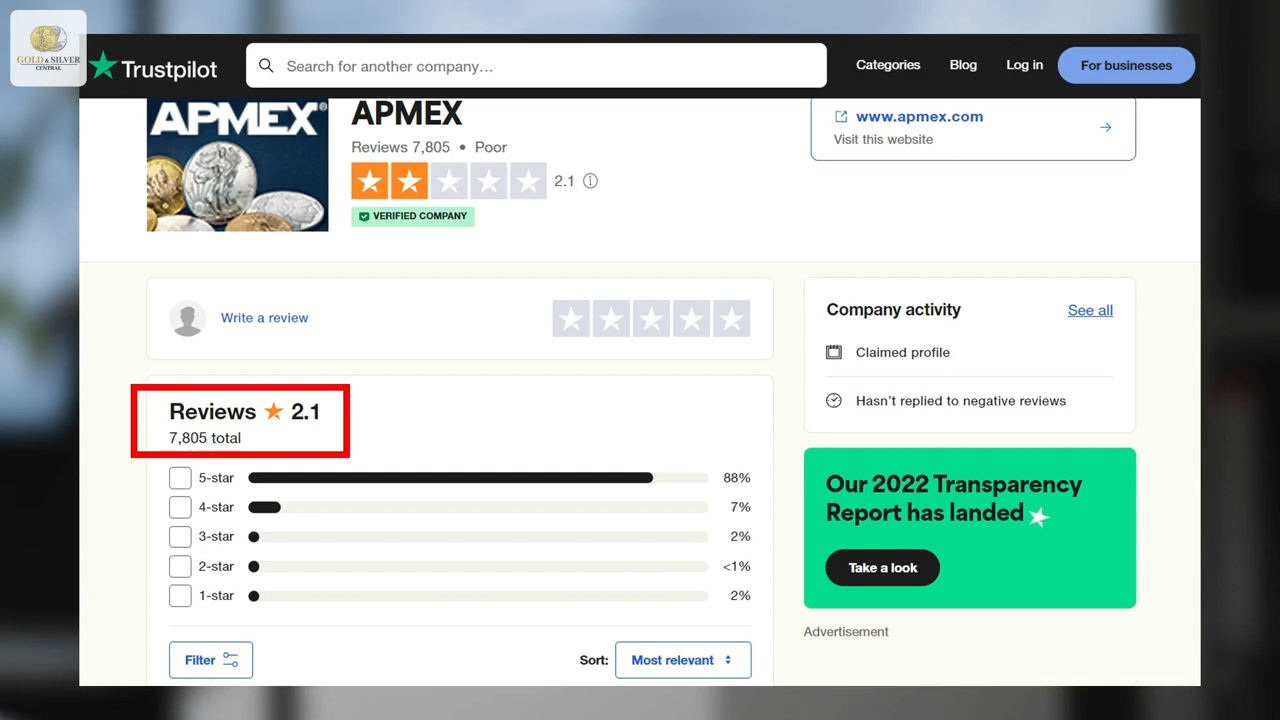 GOLD & SILVER
CENTRAL
Trustpilot
Search for another company…
Categories
Blog
Log in
For businesses
APMEX®
APMEX
Reviews 7,805 • Poor
2.1
VERIFIED COMPANY
www.apmex.com
Visit this website
Write a review
Company activity
See all
Claimed profile
Hasn't replied to negative reviews
Reviews ★ 2.1
7,805 total
5-star 88%
4-star 7%
3-star 2%
2-star <1%
1-star 2%
Filter
Sort: Most relevant
Our 2022 Transparency
Report has landed
Take a look
Advertisement